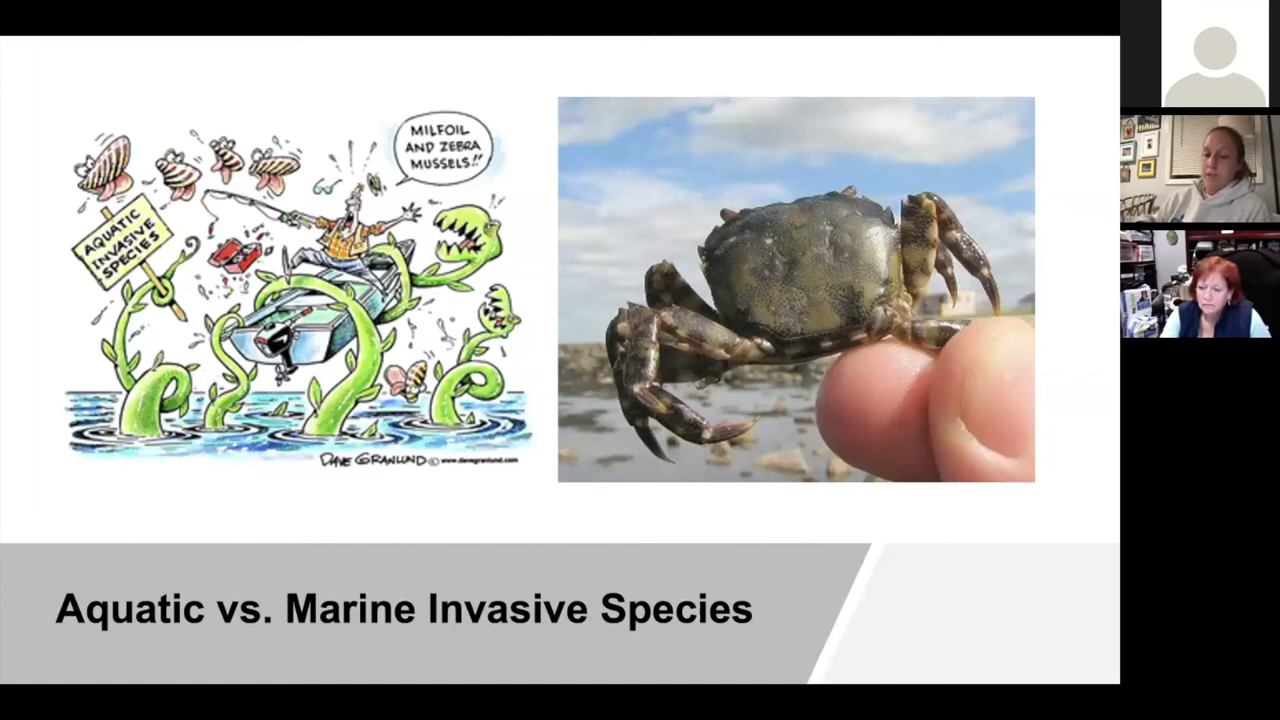 MILFOIL
AND ZEBRA
MUSSELS!!
AQUATIC
INVASIVE
SPECIES
DAVE GRANLUND © www.davegranlund.com
Aquatic vs. Marine Invasive Species